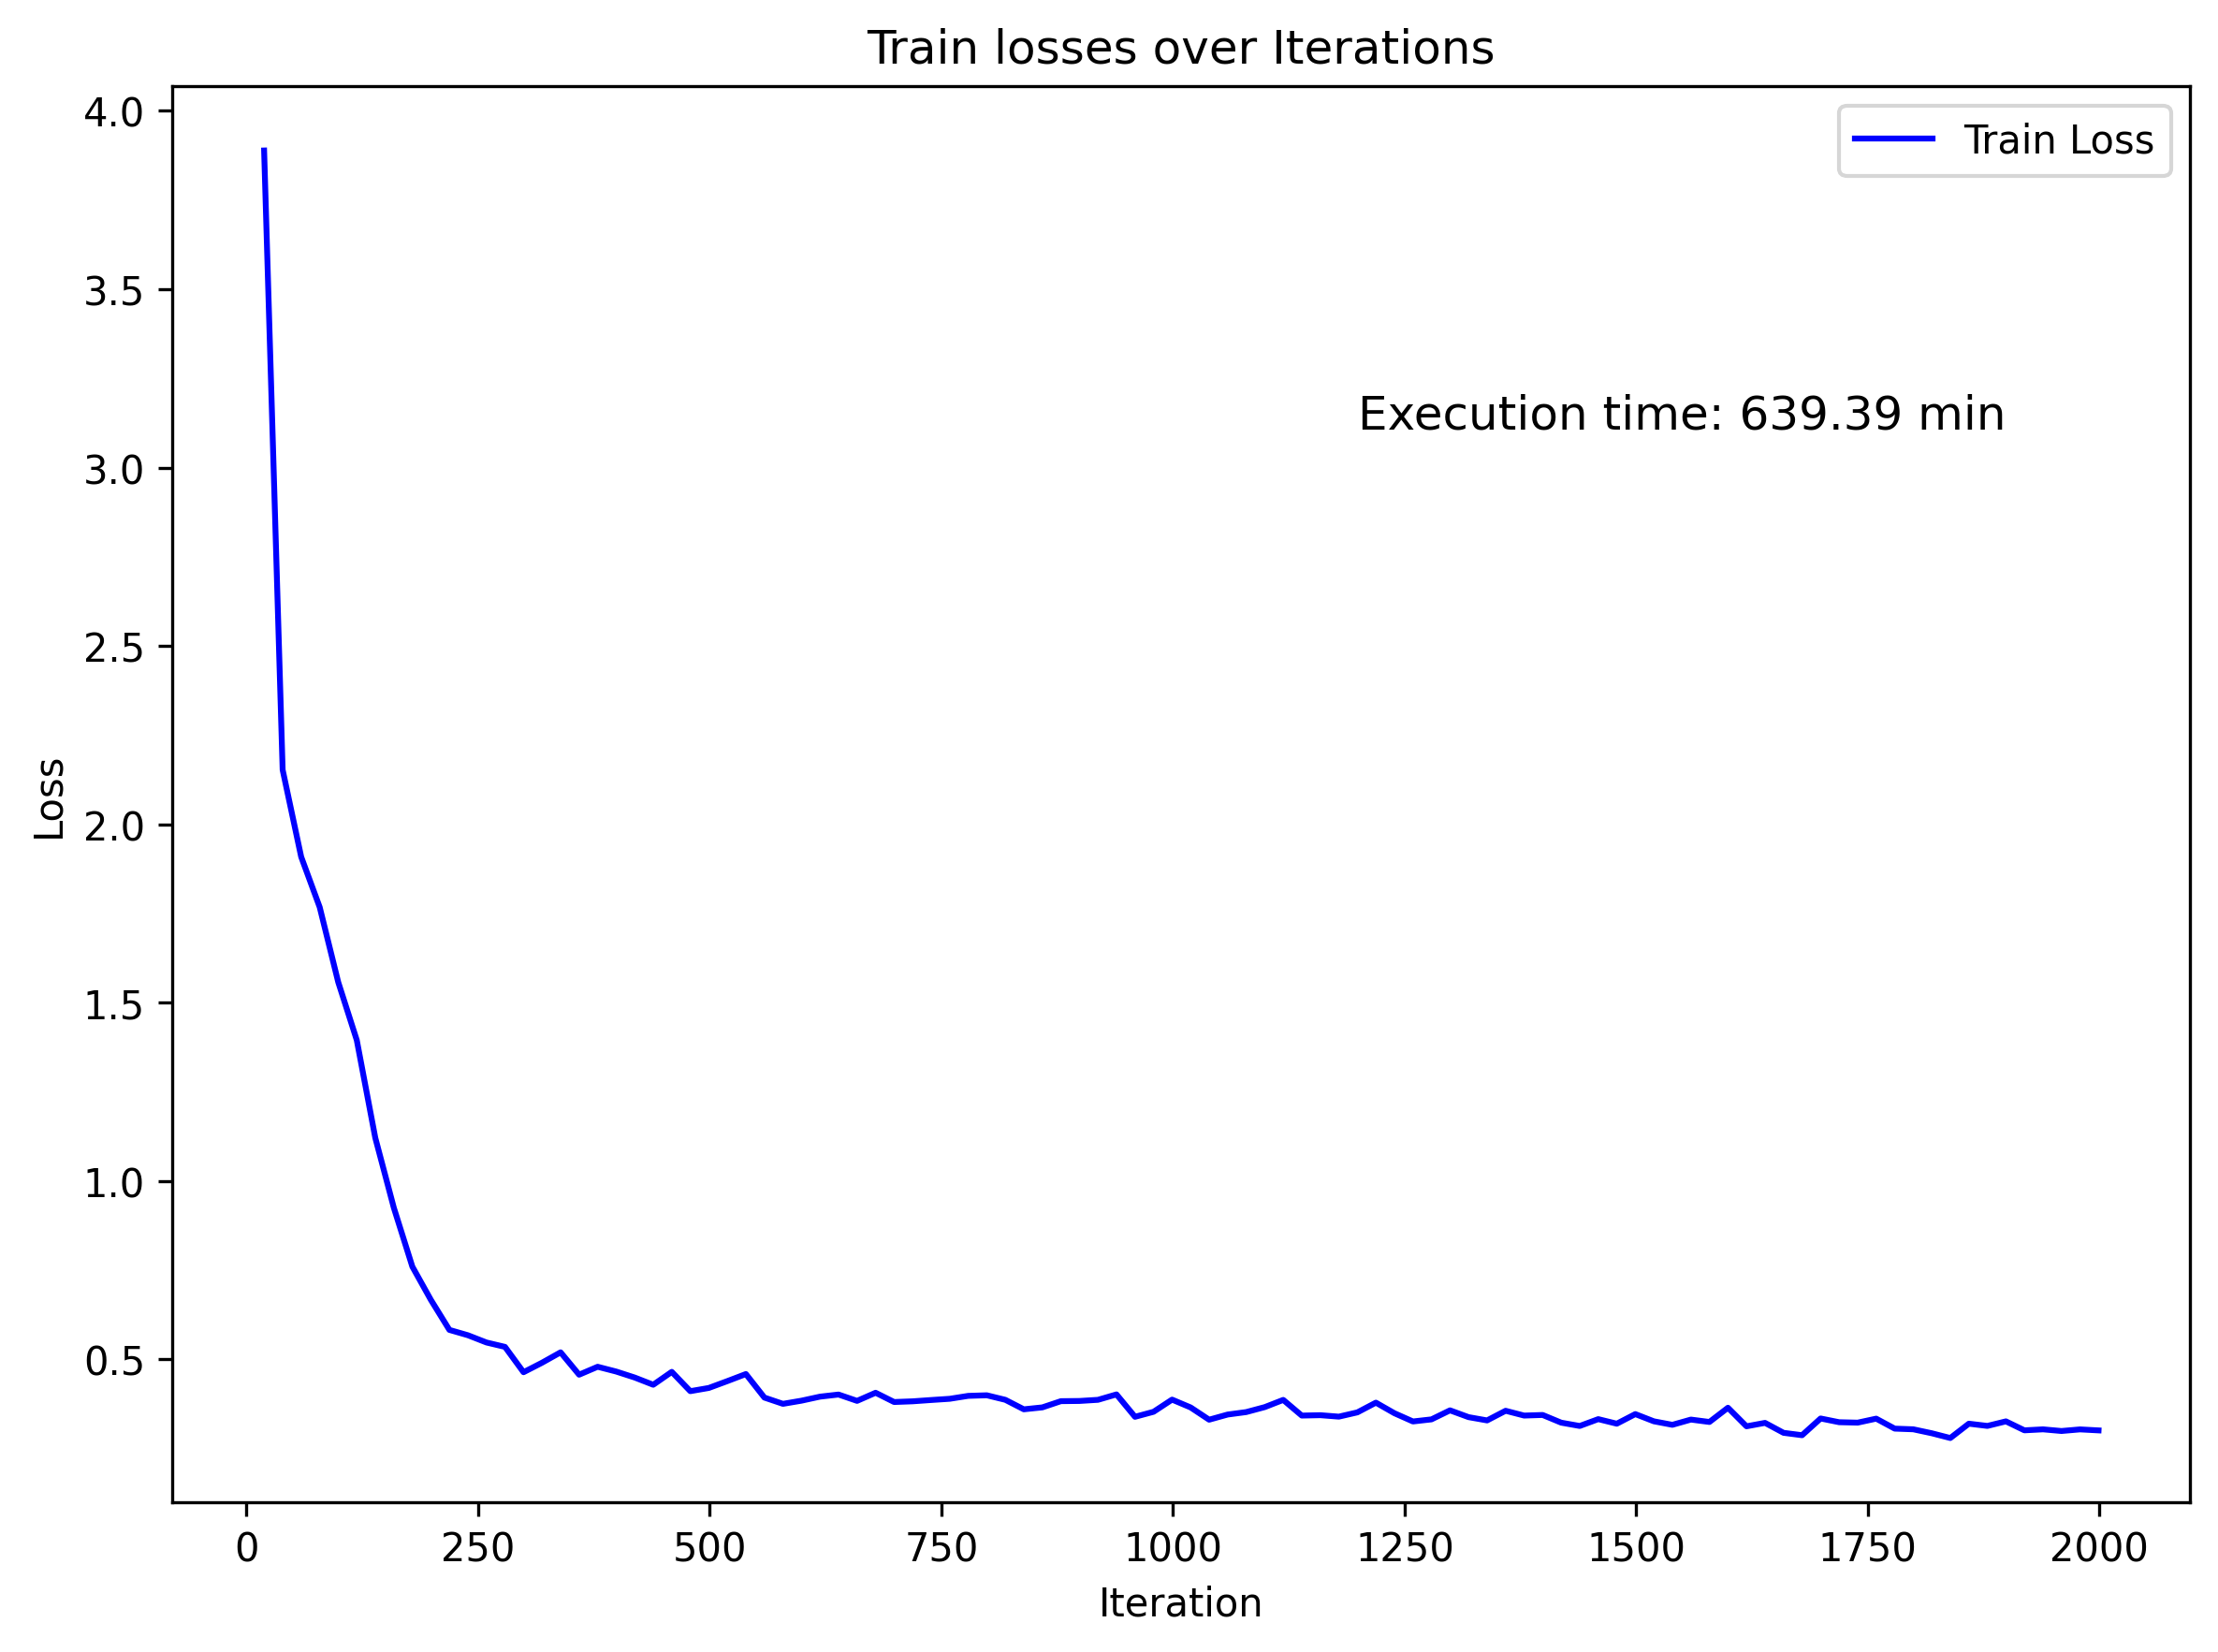 Train losses over Iterations
4.0
3.5
3.0
2.5
2.0
1.5
1.0
0.5
Loss
Train Loss
Execution time: 639.39 min
0 250 500 750 1000 1250 1500 1750 2000
Iteration